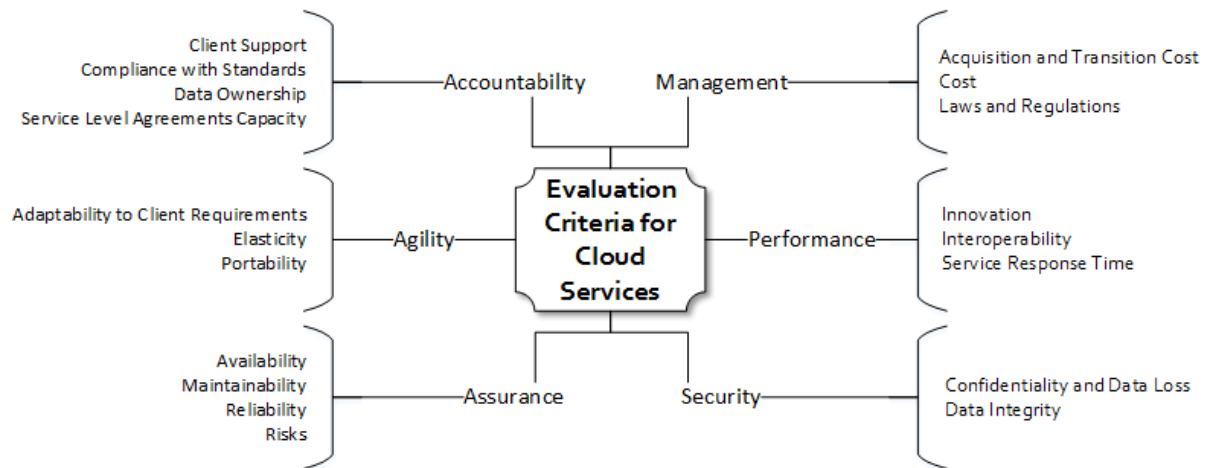 Client Support
Compliance with Standards
Data Ownership
Service Level Agreements Capacity
Accountability
Management
Acquisition and Transition Cost
Cost
Laws and Regulations
Adaptability to Client Requirements
Elasticity
Portability
Agility
Evaluation
Criteria for
Cloud
Services
Performance
Innovation
Interoperability
Service Response Time
Availability
Maintainability
Reliability
Risks
Assurance
Security
Confidentiality and Data Loss
Data Integrity